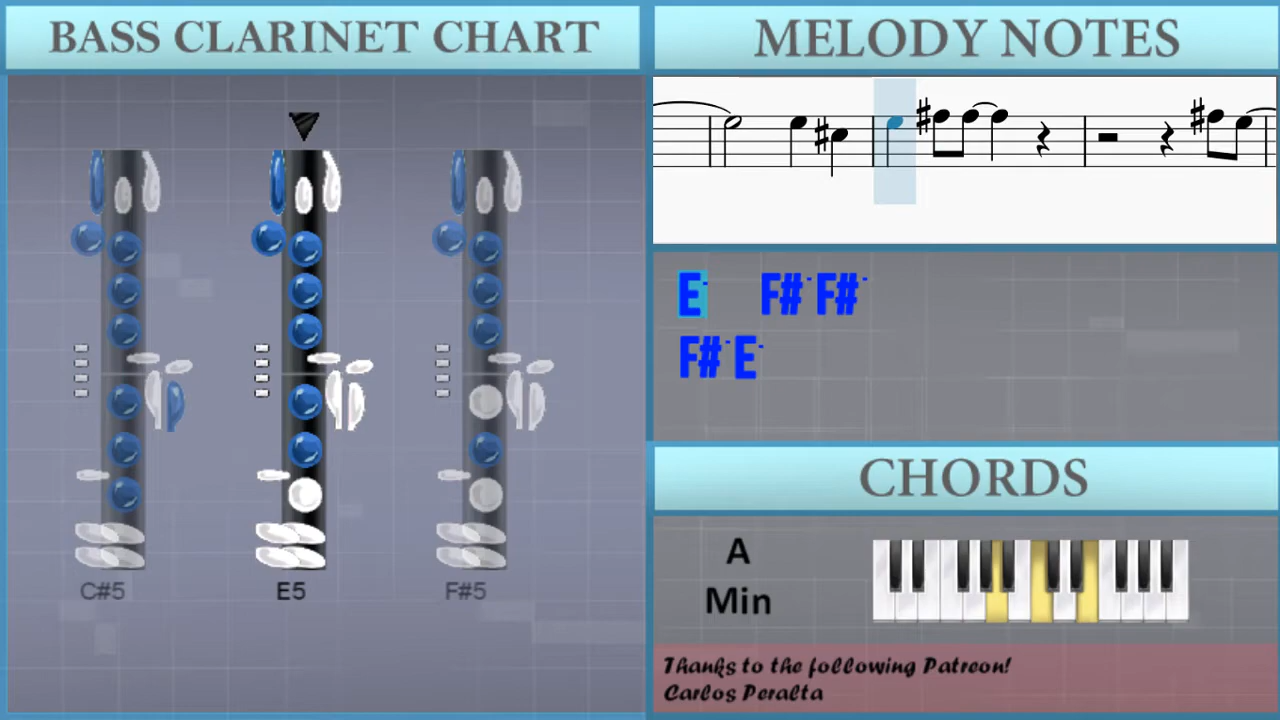 BASS CLARINET CHART
C#5 E5 F#5
MELODY NOTES
E- F#- F#-
F#- E-
CHORDS
A
Min
Thanks to the following Patreon!
Carlos Peralta